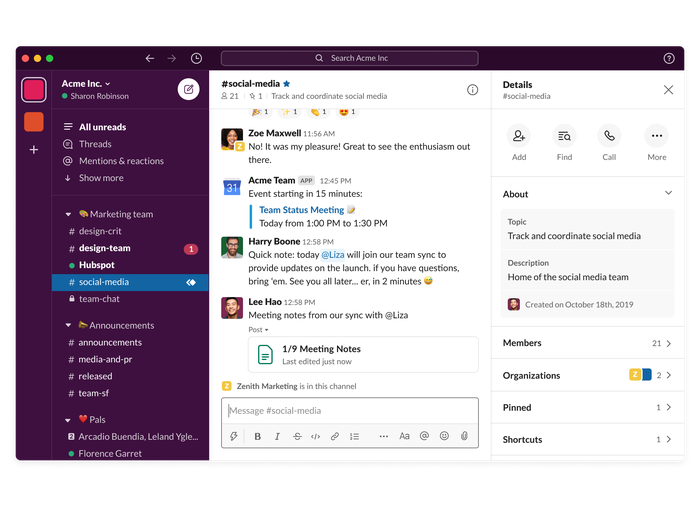 Search Acme Inc
Acme Inc.
Sharon Robinson
All unreads
Threads
Mentions & reactions
Show more
Marketing team
# design-crit
# design-team 1
Hubspot
# social-media
team-chat
Announcements
# announcements
# media-and-pr
# released
# team-sf
Pals
2 Arcadio Buendia, Leland Ygle...
Florence Garret
#social-media
21 1 Track and coordinate social media
1 1 1 1
Zoe Maxwell 11:56 AM
No! It was my pleasure! Great to see the enthusiasm out
there.
31
Acme Team APP 12:45 PM
Event starting in 15 minutes:
Team Status Meeting
Today from 1:00 PM to 1:30 PM
Harry Boone 12:58 PM
Quick note: today @Liza will join our team sync to
provide updates on the launch. if you have questions,
bring 'em. See you all later... er, in 2 minutes
Lee Hao 12:58 PM
Meeting notes from our sync with @Liza
Post
1/9 Meeting Notes
Last edited just now
Z Zenith Marketing is in this channel
Message #social-media
B I S Aa @
Details
#social-media
Add Find Call More
About
Topic
Track and coordinate social media
Description
Home of the social media team
Created on October 18th, 2019
Members 21
Organizations Z 2
Pinned 1
Shortcuts 1